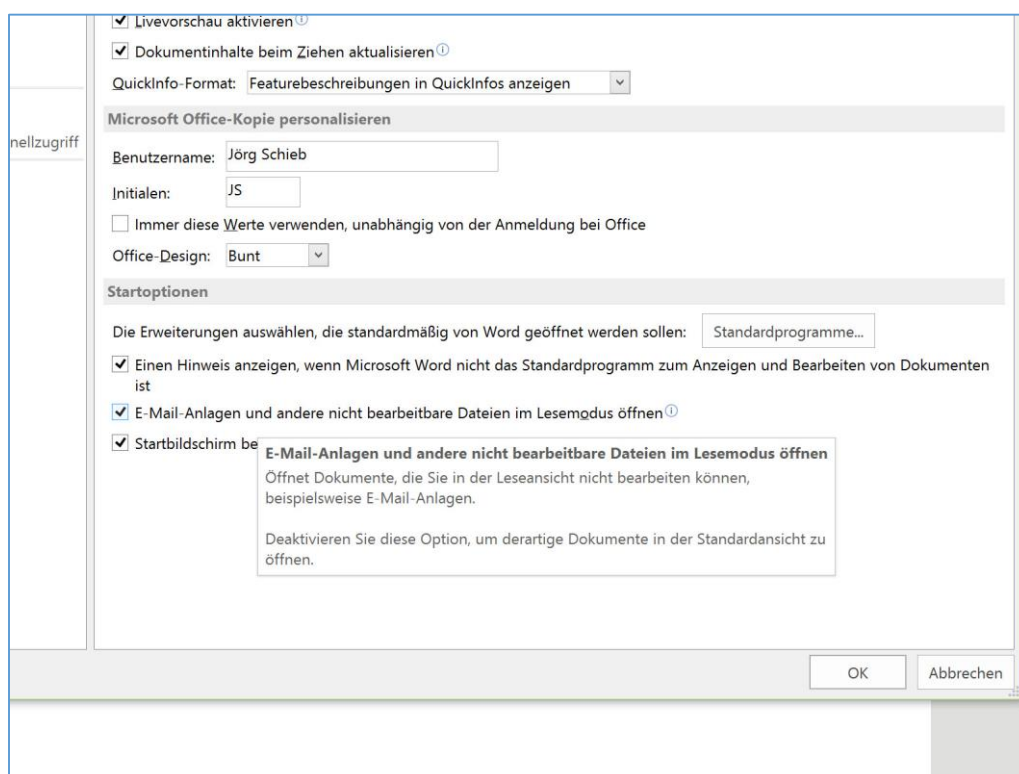 Livevorschau aktivieren
Dokumentinhalte beim Ziehen aktualisieren
QuickInfo-Format: Featurebeschreibungen in QuickInfos anzeigen
nellzugriff
Microsoft Office-Kopie personalisieren
Benutzername: Jörg Schieb
Initialen: JS
Immer diese Werte verwenden, unabhängig von der Anmeldung bei Office
Office-Design: Bunt
Startoptionen
Die Erweiterungen auswählen, die standardmäßig von Word geöffnet werden sollen: Standardprogramme...
Einen Hinweis anzeigen, wenn Microsoft Word nicht das Standardprogramm zum Anzeigen und Bearbeiten von Dokumenten
ist
E-Mail-Anlagen und andere nicht bearbeitbare Dateien im Lesemodus öffnen
Startbildschirm be
E-Mail-Anlagen und andere nicht bearbeitbare Dateien im Lesemodus öffnen
Öffnet Dokumente, die Sie in der Leseansicht nicht bearbeiten können,
beispielsweise E-Mail-Anlagen.
Deaktivieren Sie diese Option, um derartige Dokumente in der Standardansicht zu
öffnen.
OK Abbrechen